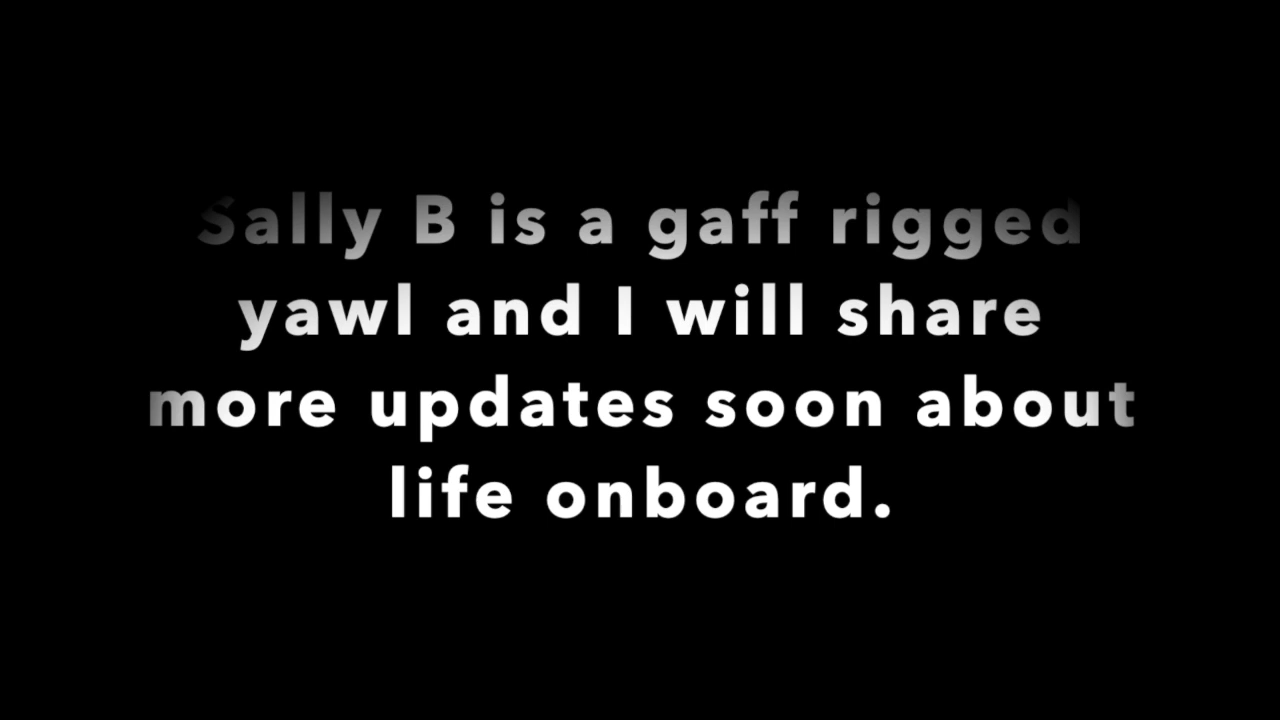 Sally B is a gaff rigged
yawl and I will share
more updates soon about
life onboard.